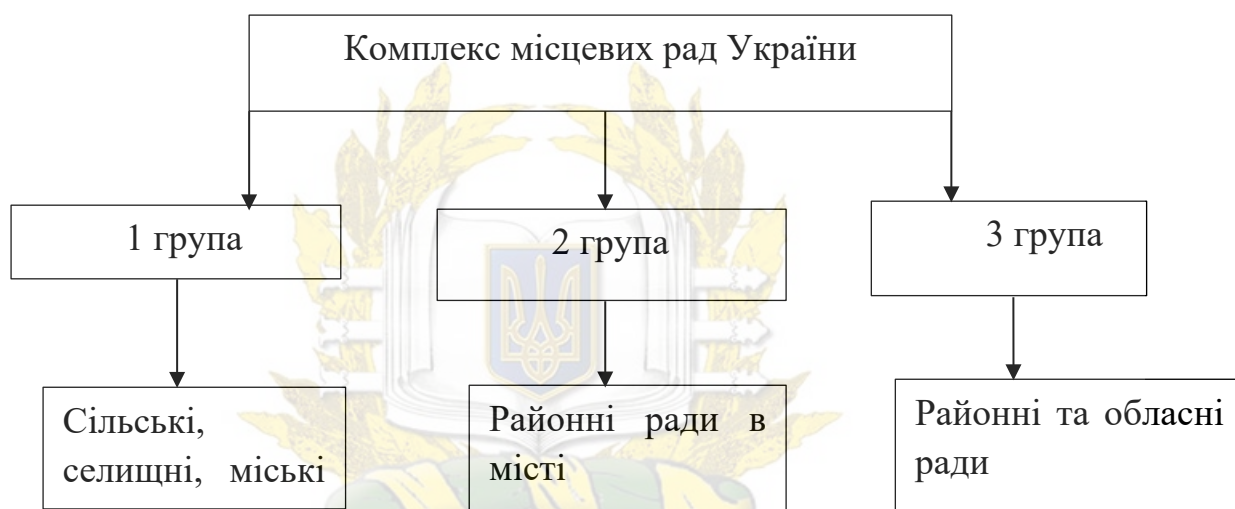 Комплекс місцевих рад України
1 група
2 група
3 група
Сільські,
селищні, міські
Районні ради в
місті
Районні та обласні
ради